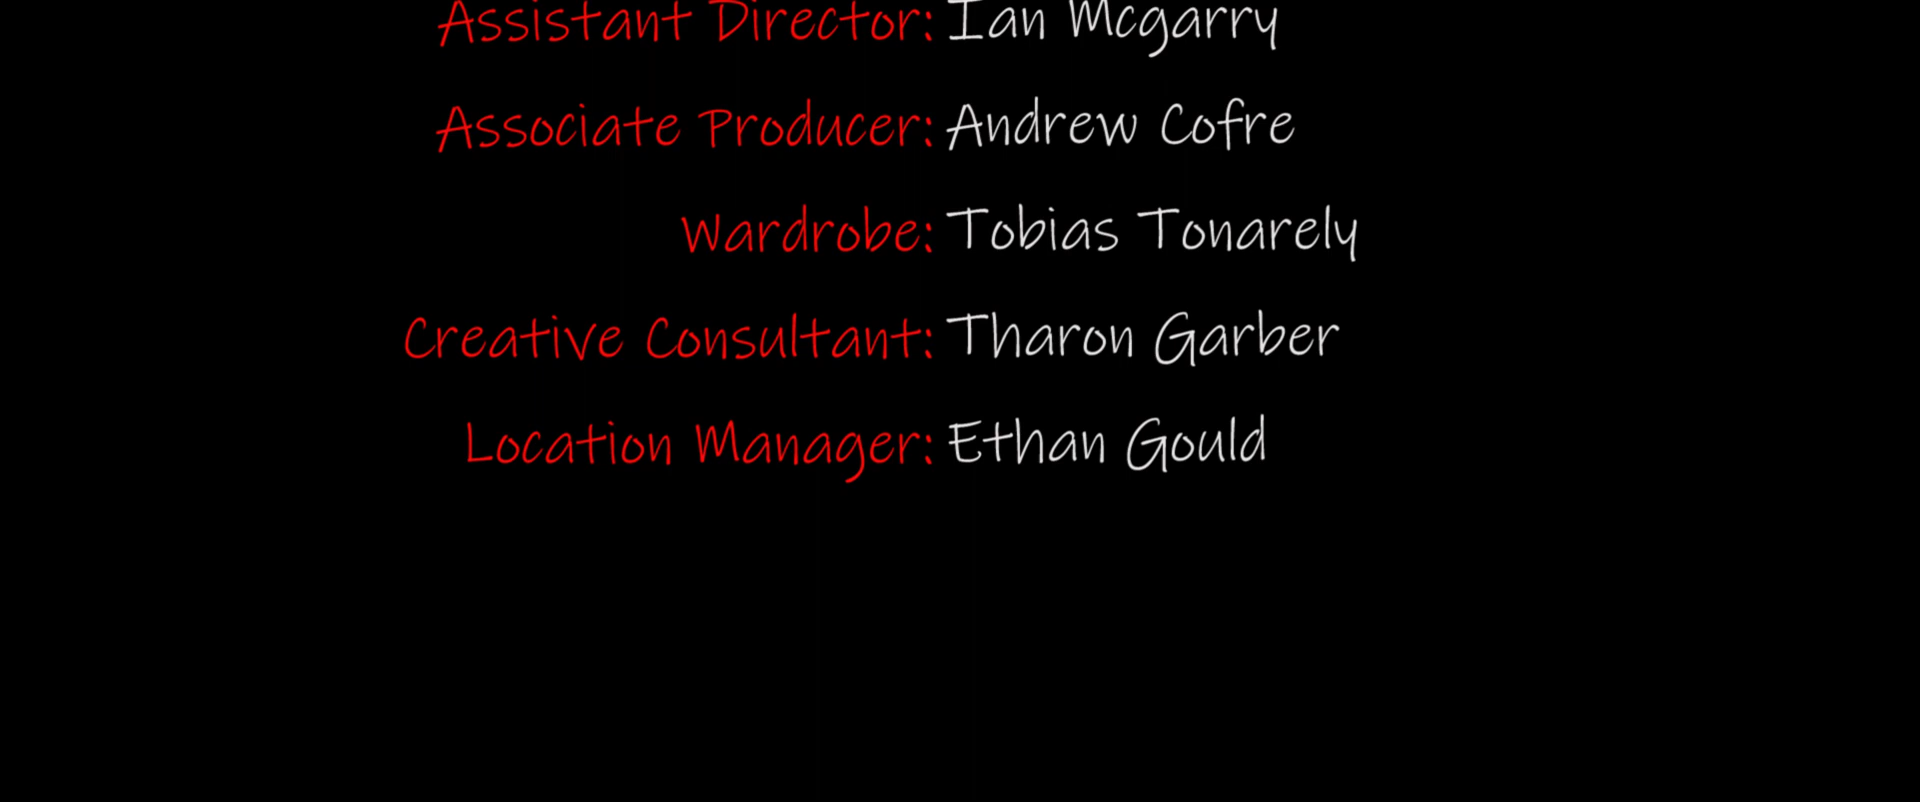 Assistant Director: Ian Mcgarry
Associate Producer: Andrew Cofre
Wardrobe: Tobias Tonarely
Creative Consultant: Tharon Garber
Location Manager: Ethan Gould